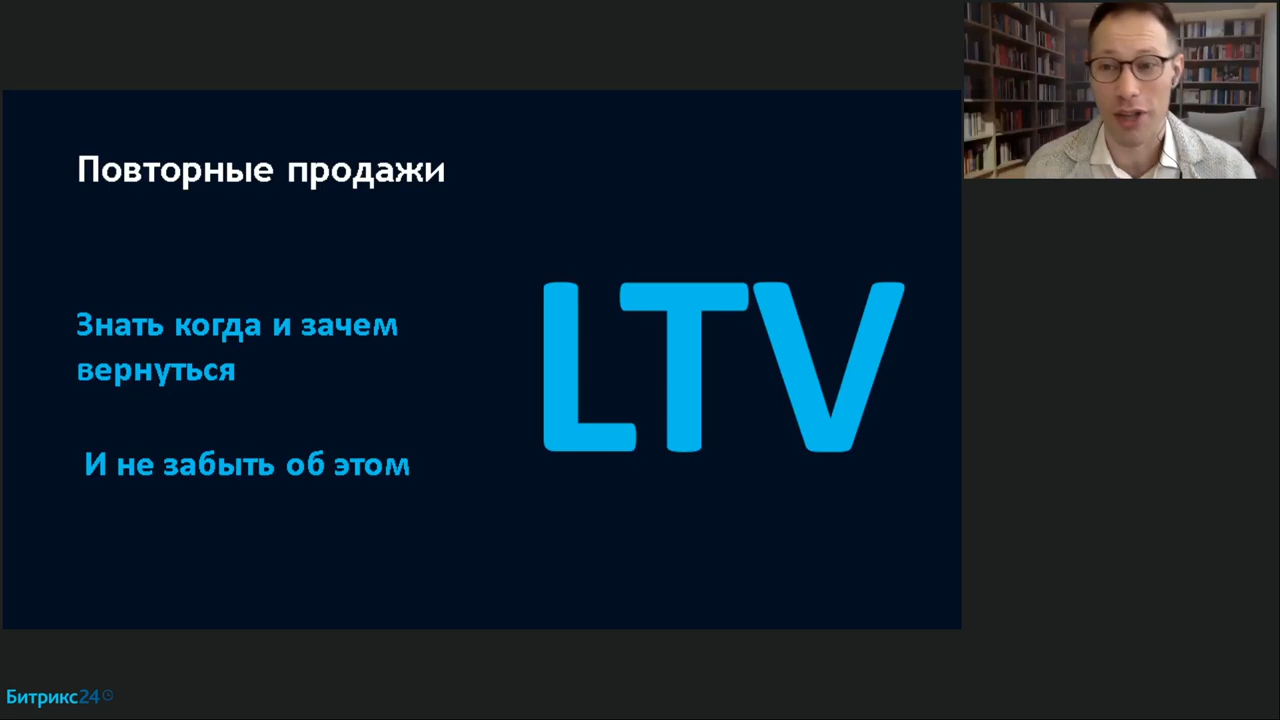 Повторные продажи
Знать когда и зачем
вернуться
И не забыть об этом
LTV
Битрикс24